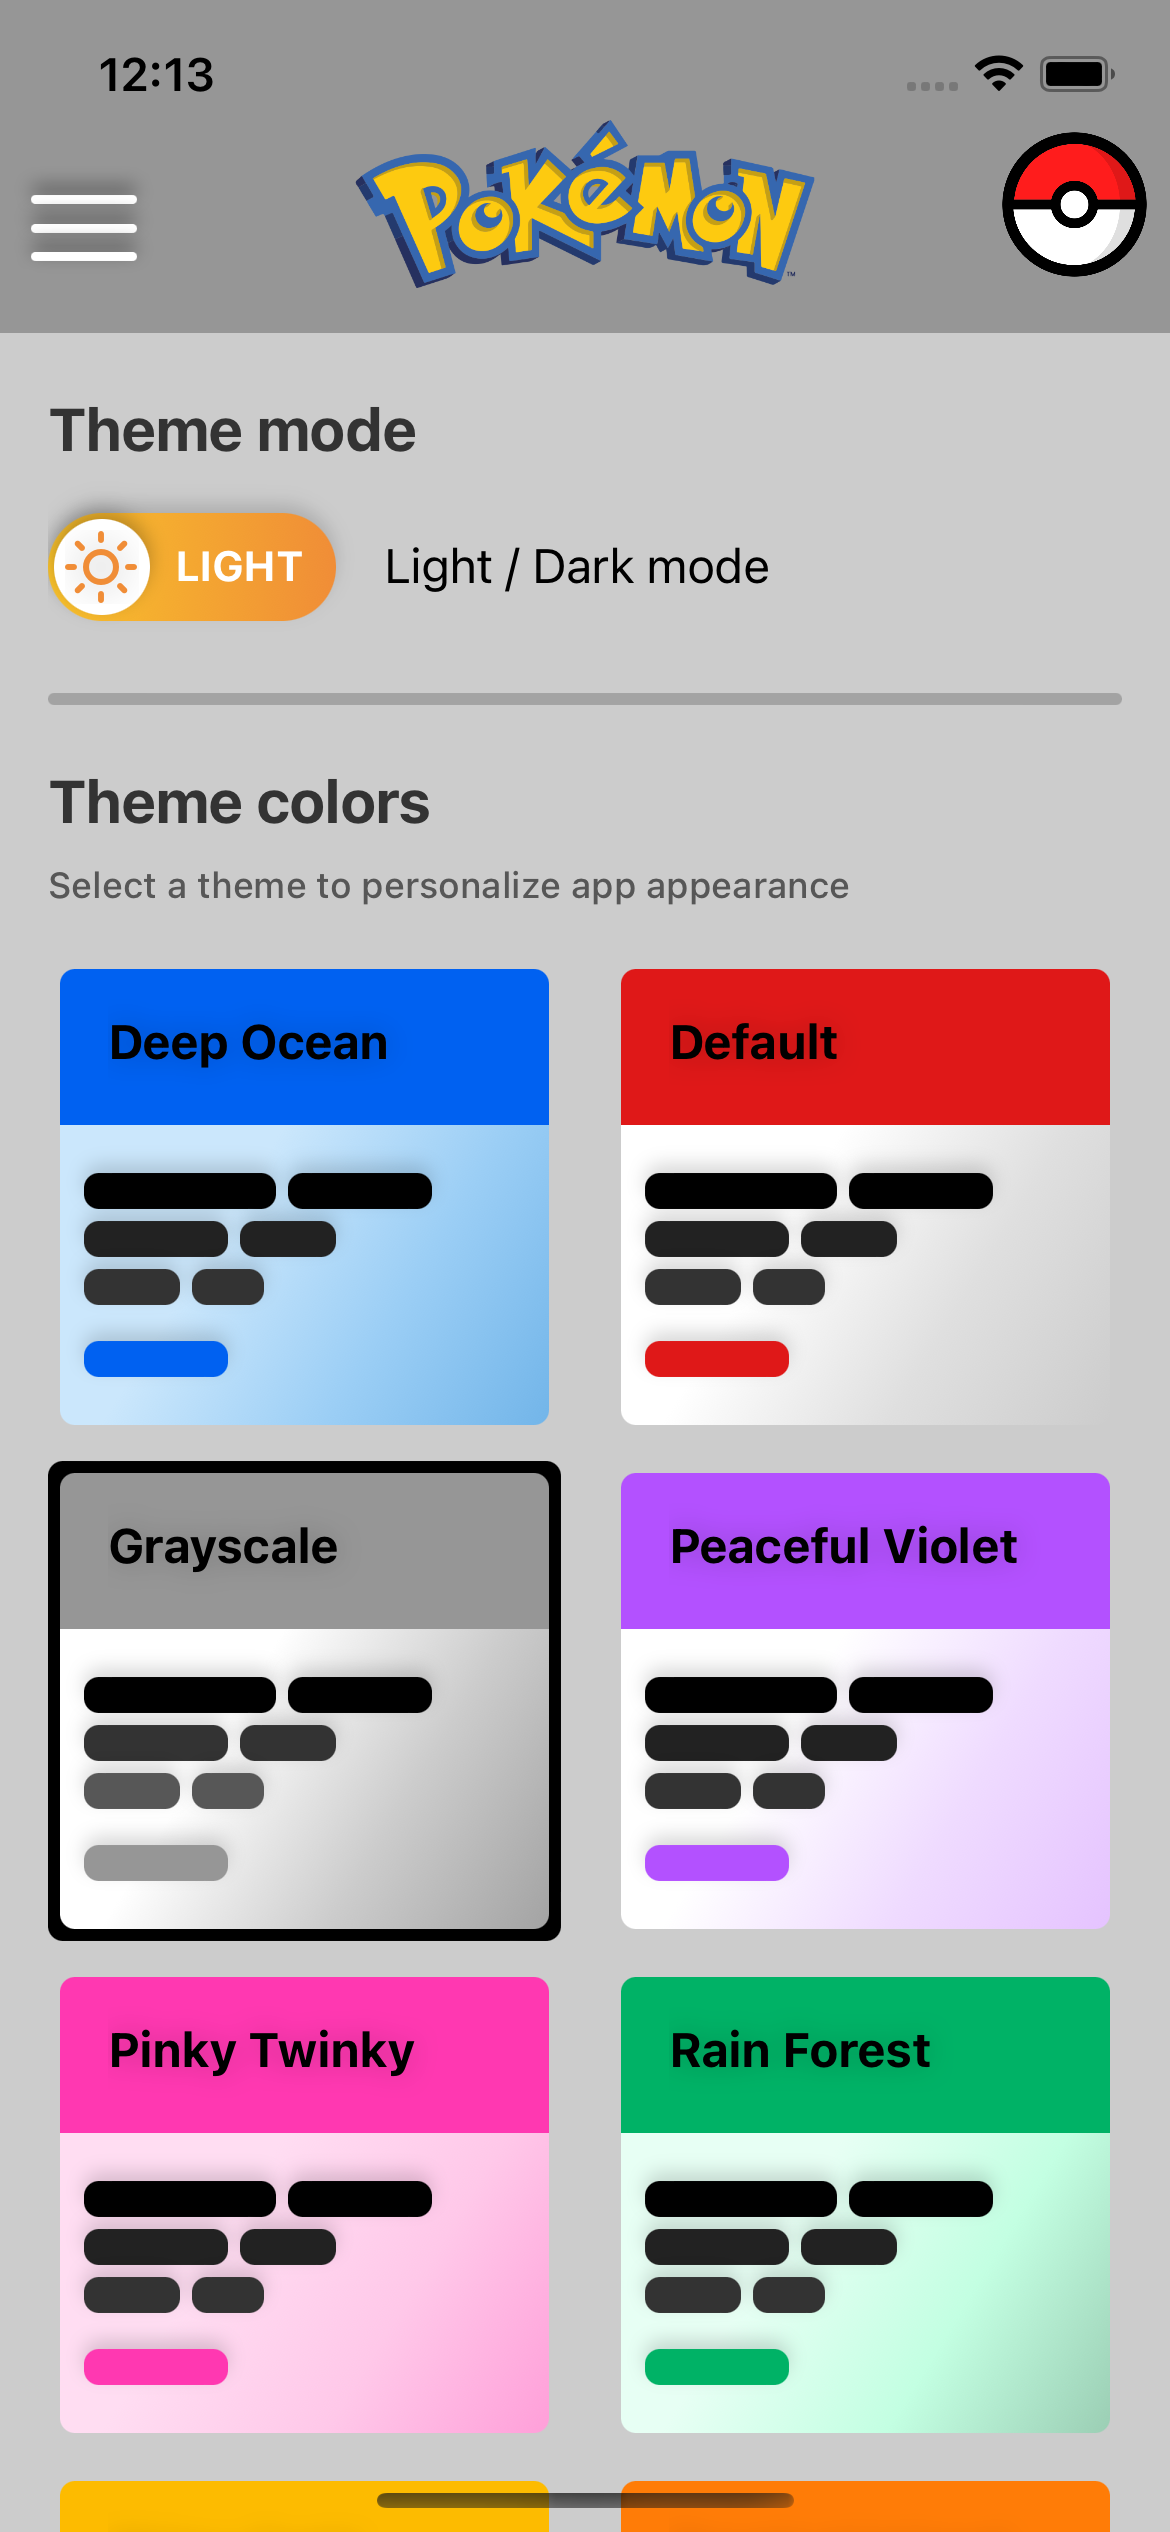 12:13
POKéMON
™
Theme mode
LIGHT
Light / Dark mode
Theme colors
Select a theme to personalize app appearance
Deep Ocean
Default
Grayscale
Peaceful Violet
Pinky Twinky
Rain Forest